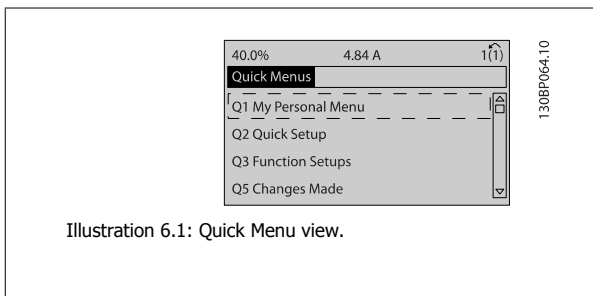 40.0% 4.84 A 1(1)
Quick Menus
Q1 My Personal Menu
Q2 Quick Setup
Q3 Function Setups
Q5 Changes Made
130BP064.10
Illustration 6.1: Quick Menu view.